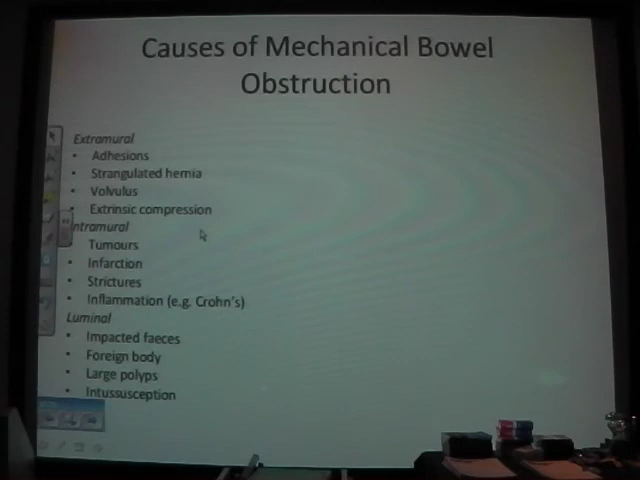 Causes of Mechanical Bowel
Obstruction
Extramural
• Adhesions
• Strangulated hernia
• Volvulus
• Extrinsic compression
ntramural
Tumours
• Infarction
• Strictures
• Inflammation (e.g. Crohn's)
Luminal
• Impacted faeces
• Foreign body
• Large polyps
• Intussusception